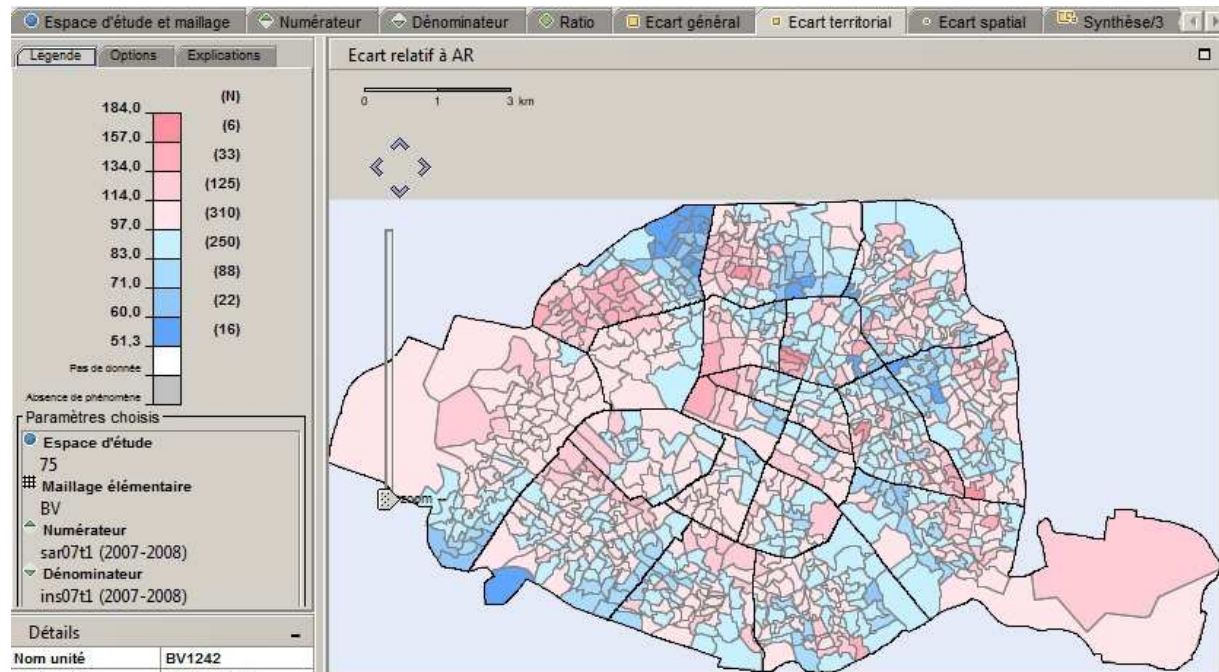 Espace d'étude et maillage Numérateur Dénominateur Ratio Ecart général Ecart territorial Ecart spatial Synthèse/3
Légende Options Explications
Ecart relatif à AR
0 1 3 km
(N)
184,0
(6)
157,0
(33)
134,0
(125)
114,0
(310)
97,0
(250)
83,0
(88)
71,0
(22)
60,0
(16)
51,3
Pas de donnée
Absence de phénomène
Paramètres choisis
Espace d'étude
75
Maillage élémentaire
BV
Numérateur
sar07t1 (2007-2008)
Dénominateur
ins07t1 (2007-2008)
zoom
Détails
Nom unité BV1242